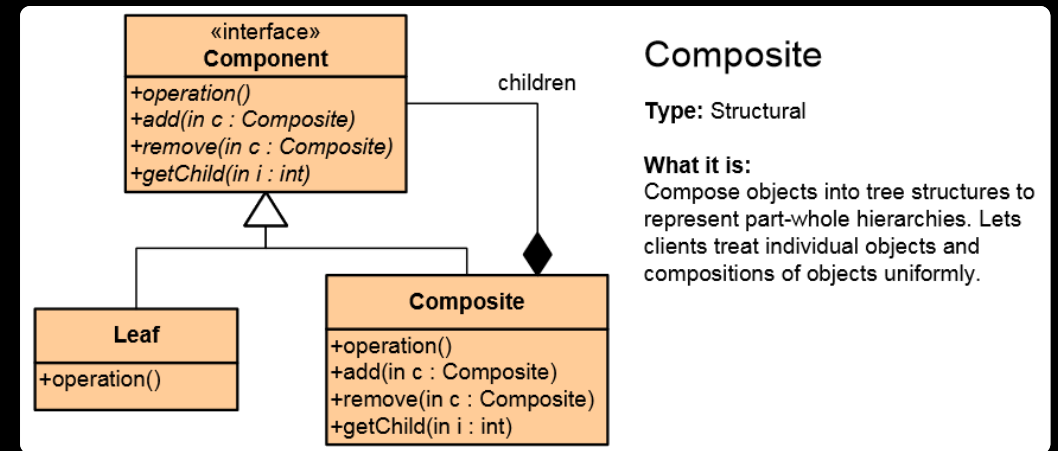 «interface»
Component
+operation()
+add(in c : Composite)
+remove(in c : Composite)
+getChild(in i : int)
children
Leaf
+operation()
Composite
+operation()
+add(in c : Composite)
+remove(in c : Composite)
+getChild(in i : int)
Composite
Type: Structural
What it is:
Compose objects into tree structures to
represent part-whole hierarchies. Lets
clients treat individual objects and
compositions of objects uniformly.